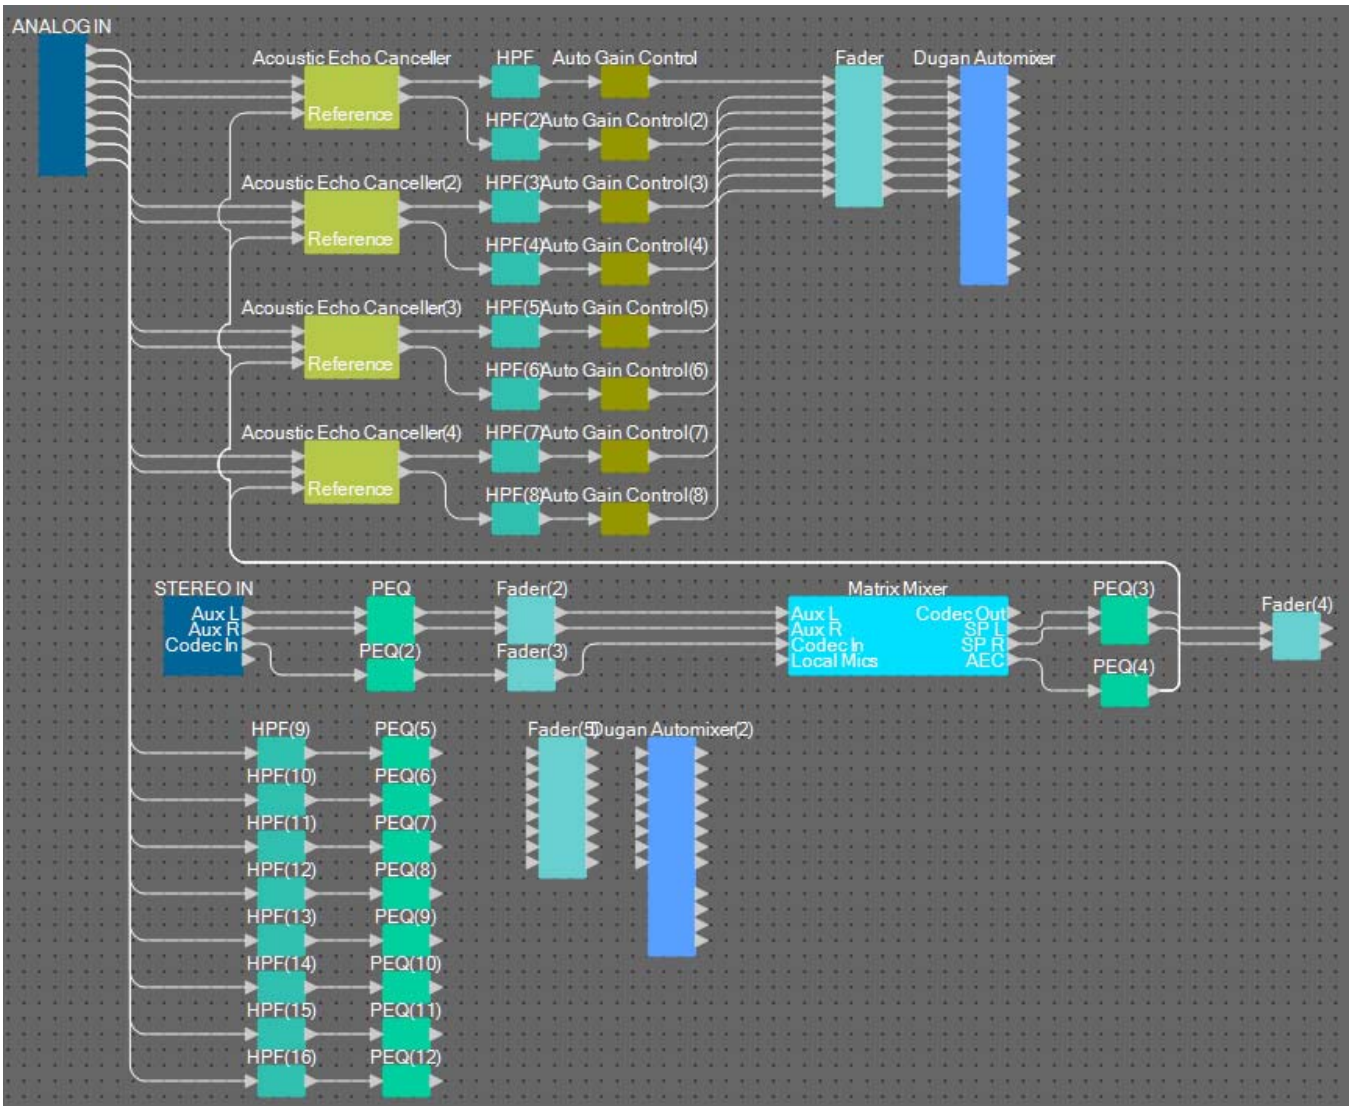 ANALOG IN
Acoustic Echo Canceller
HPF
Auto Gain Control
Fader
Dugan Automixer
Reference
HPF(2)
Auto Gain Control(2)
Acoustic Echo Canceller(2)
HPF(3)
Auto Gain Control(3)
Reference
HPF(4)
Auto Gain Control(4)
Acoustic Echo Canceller(3)
HPF(5)
Auto Gain Control(5)
Reference
HPF(6)
Auto Gain Control(6)
Acoustic Echo Canceller(4)
HPF(7)
Auto Gain Control(7)
Reference
HPF(8)
Auto Gain Control(8)
STEREO IN
Aux L
Aux R
Codec In
PEQ
PEQ(2)
Fader(2)
Fader(3)
Matrix Mixer
Aux L
Aux R
Codec In
Local Mics
Codec Out
SP L
SP R
AEC
PEQ(3)
PEQ(4)
Fader(4)
HPF(9)
PEQ(5)
Fader(5)
Dugan Automixer(2)
HPF(10)
PEQ(6)
HPF(11)
PEQ(7)
HPF(12)
PEQ(8)
HPF(13)
PEQ(9)
HPF(14)
PEQ(10)
HPF(15)
PEQ(11)
HPF(16)
PEQ(12)